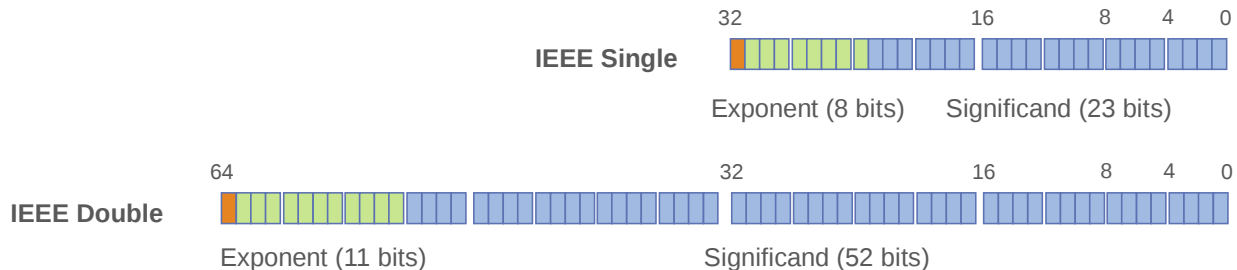 32 16 8 4 0
IEEE Single
Exponent (8 bits) Significand (23 bits)
64 32 16 8 4 0
IEEE Double
Exponent (11 bits) Significand (52 bits)